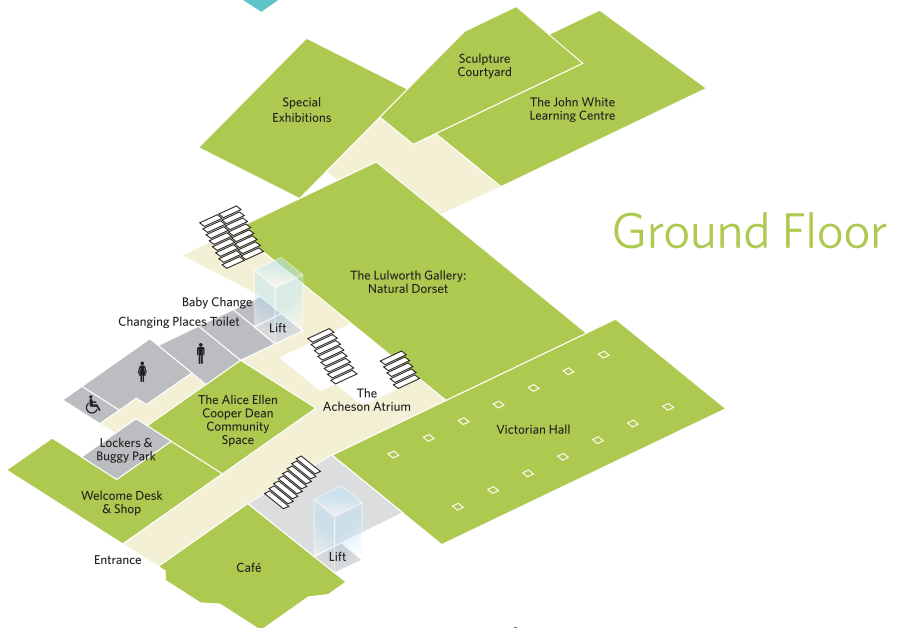 Sculpture
Courtyard
Special
Exhibitions
The John White
Learning Centre
Ground Floor
The Lulworth Gallery:
Natural Dorset
Baby Change
Changing Places Toilet
Lift
The
Acheson Atrium
The Alice Ellen
Cooper Dean
Community
Space
Victorian Hall
Lockers &
Buggy Park
Welcome Desk
& Shop
Entrance
Café
Lift